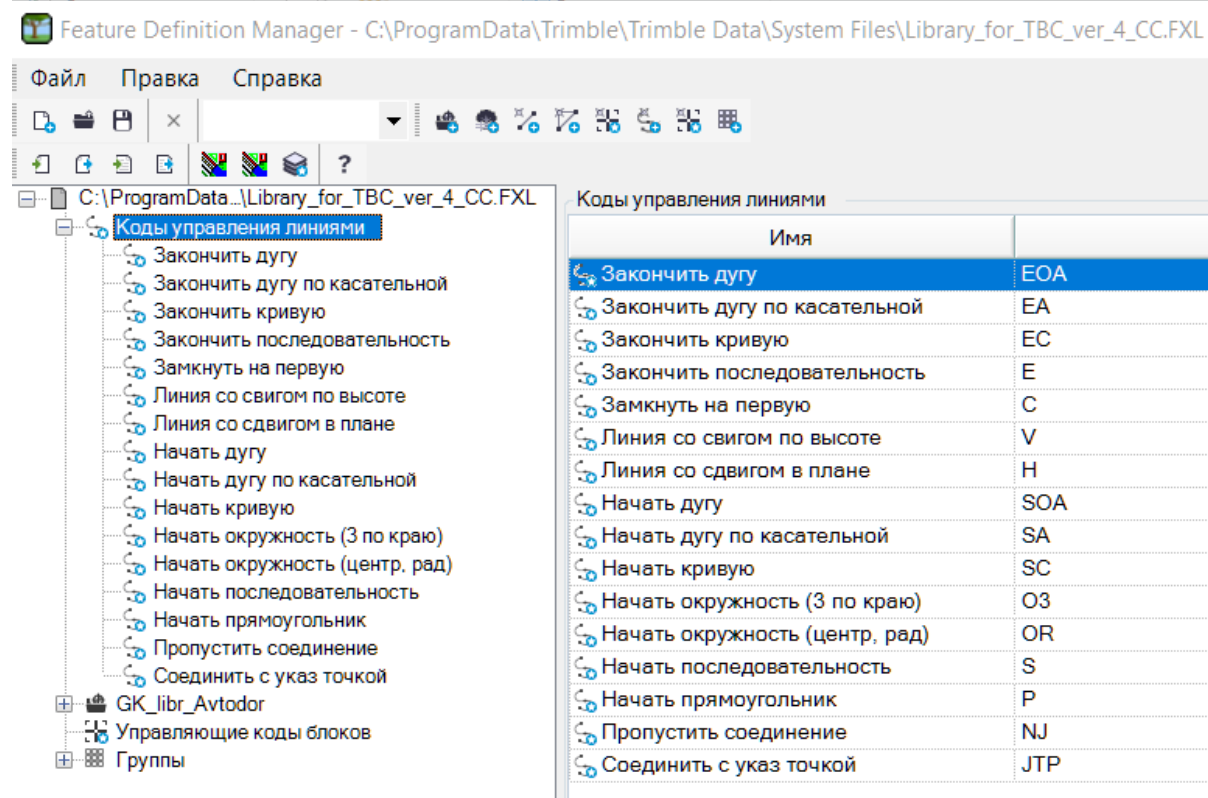 Feature Definition Manager - C:\ProgramData\Trimble\Trimble Data\System Files\Library_for_TBC_ver_4_CC.FXL
Файл Правка Справка
?
C:\ProgramData...\Library_for_TBC_ver_4_CC.FXL
Коды управления линиями
Закончить дугу
Закончить дугу по касательной
Закончить кривую
Закончить последовательность
Замкнуть на первую
Линия со свигом по высоте
Линия со сдвигом в плане
Начать дугу
Начать дугу по касательной
Начать кривую
Начать окружность (3 по краю)
Начать окружность (центр, рад)
Начать последовательность
Начать прямоугольник
Пропустить соединение
Соединить с указ точкой
GK_libr_Avtodor
Управляющие коды блоков
Группы
Коды управления линиями
Имя
Закончить дугу EOA
Закончить дугу по касательной EA
Закончить кривую EC
Закончить последовательность E
Замкнуть на первую C
Линия со свигом по высоте V
Линия со сдвигом в плане H
Начать дугу SOA
Начать дугу по касательной SA
Начать кривую SC
Начать окружность (3 по краю) O3
Начать окружность (центр, рад) OR
Начать последовательность S
Начать прямоугольник P
Пропустить соединение NJ
Соединить с указ точкой JTP